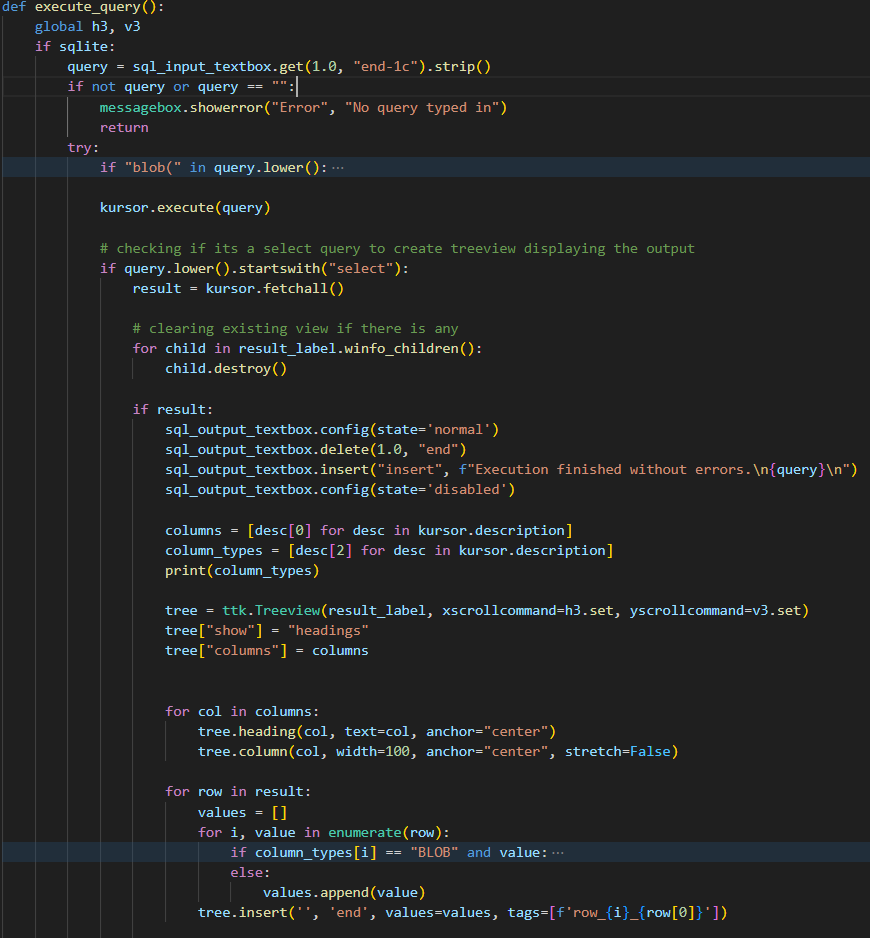 def execute_query():
    global h3, v3
    if sqlite:
        query = sql_input_textbox.get(1.0, "end-1c").strip()
        if not query or query == "":
            messagebox.showerror("Error", "No query typed in")
            return
        try:
            if "blob(" in query.lower(): ···
            kursor.execute(query)
            # checking if its a select query to create treeview displaying the output
            if query.lower().startswith("select"):
                result = kursor.fetchall()
                # clearing existing view if there is any
                for child in result_label.winfo_children():
                    child.destroy()
                if result:
                    sql_output_textbox.config(state='normal')
                    sql_output_textbox.delete(1.0, "end")
                    sql_output_textbox.insert("insert", f"Execution finished without errors.\n{query}\n")
                    sql_output_textbox.config(state='disabled')
                    columns = [desc[0] for desc in kursor.description]
                    column_types = [desc[2] for desc in kursor.description]
                    print(column_types)
                    tree = ttk.Treeview(result_label, xscrollcommand=h3.set, yscrollcommand=v3.set)
                    tree["show"] = "headings"
                    tree["columns"] = columns
                    for col in columns:
                        tree.heading(col, text=col, anchor="center")
                        tree.column(col, width=100, anchor="center", stretch=False)
                    for row in result:
                        values = []
                        for i, value in enumerate(row):
                            if column_types[i] == "BLOB" and value: ···
                            else:
                                values.append(value)
                        tree.insert('', 'end', values=values, tags=[f'row_{i}_{row[0]}'])